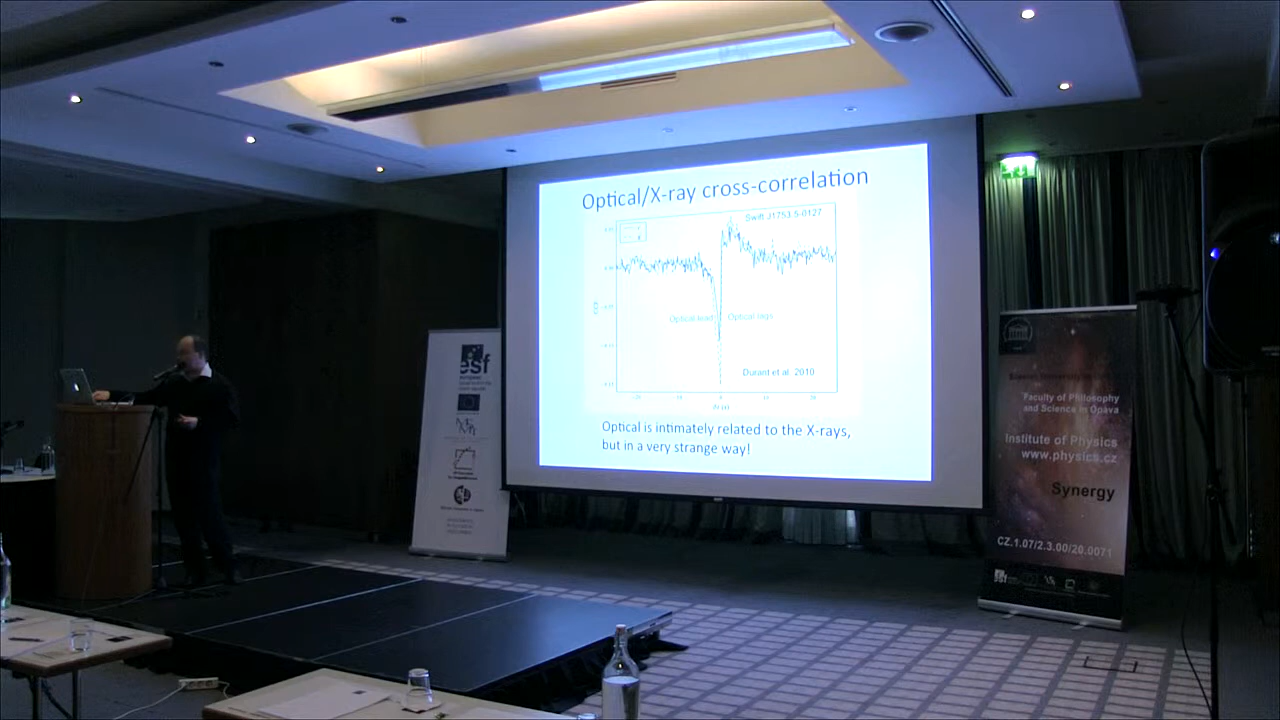 Optical/X-ray cross-correlation
Swift J1753.5-0127
Optical lead
Optical lags
Durant et al. 2010
Optical is intimately related to the X-rays,
but in a very strange way!
esf
Faculty of Philosophy
and Science in Opava
Institute of Physics
www.physics.cz
Synergy
CZ.1.07/2.3.00/20.0071
esf